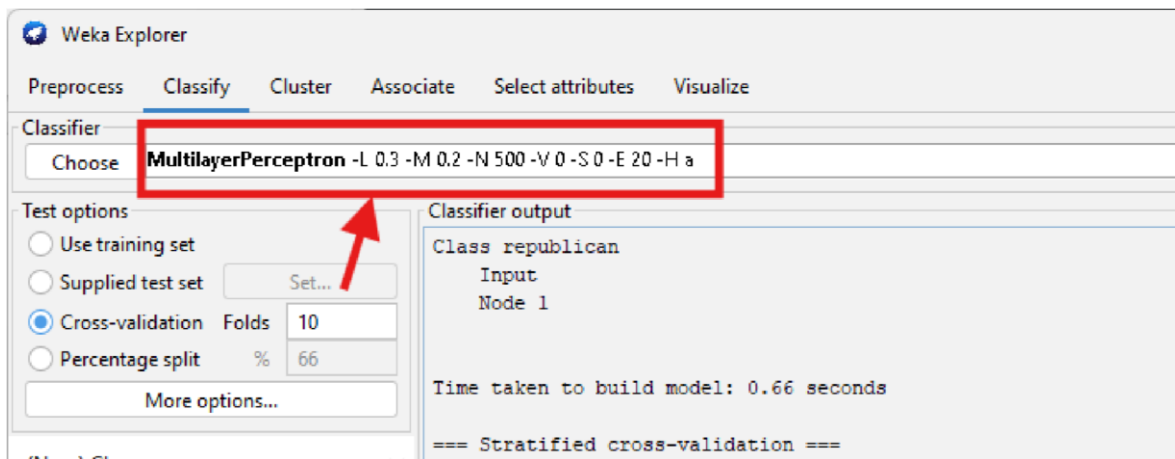 Weka Explorer
Preprocess Classify Cluster Associate Select attributes Visualize
Classifier
Choose MultilayerPerceptron -L 0.3 -M 0.2 -N 500 -V 0 -S 0 -E 20 -H a
Test options
Use training set
Supplied test set Set...
Cross-validation Folds 10
Percentage split % 66
More options...
Classifier output
Class republican
Input
Node 1
Time taken to build model: 0.66 seconds
=== Stratified cross-validation ===